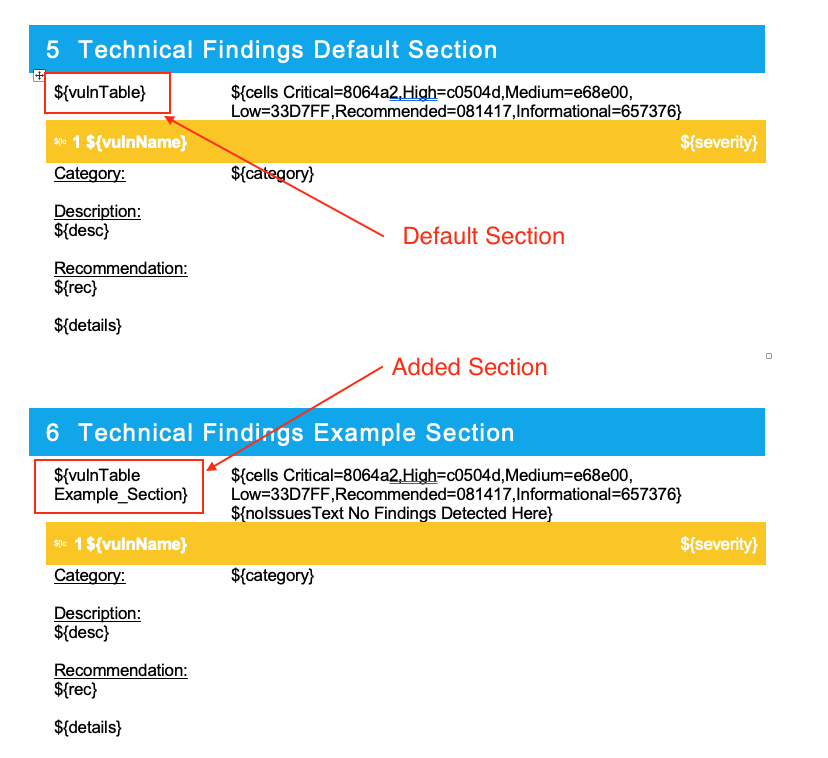 5 Technical Findings Default Section
${vulnTable} ${cells Critical=8064a2,High=c0504d,Medium=e68e00,
Low=33D7FF,Recommended=081417,Informational=657376}
1 ${vulnName} ${severity}
Category: ${category}
Description:
${desc}
Default Section
Recommendation:
${rec}
${details}
Added Section
6 Technical Findings Example Section
${vulnTable ${cells Critical=8064a2,High=c0504d,Medium=e68e00,
Example_Section} Low=33D7FF,Recommended=081417,Informational=657376}
${noIssuesText No Findings Detected Here}
1 ${vulnName} ${severity}
Category: ${category}
Description:
${desc}
Recommendation:
${rec}
${details}